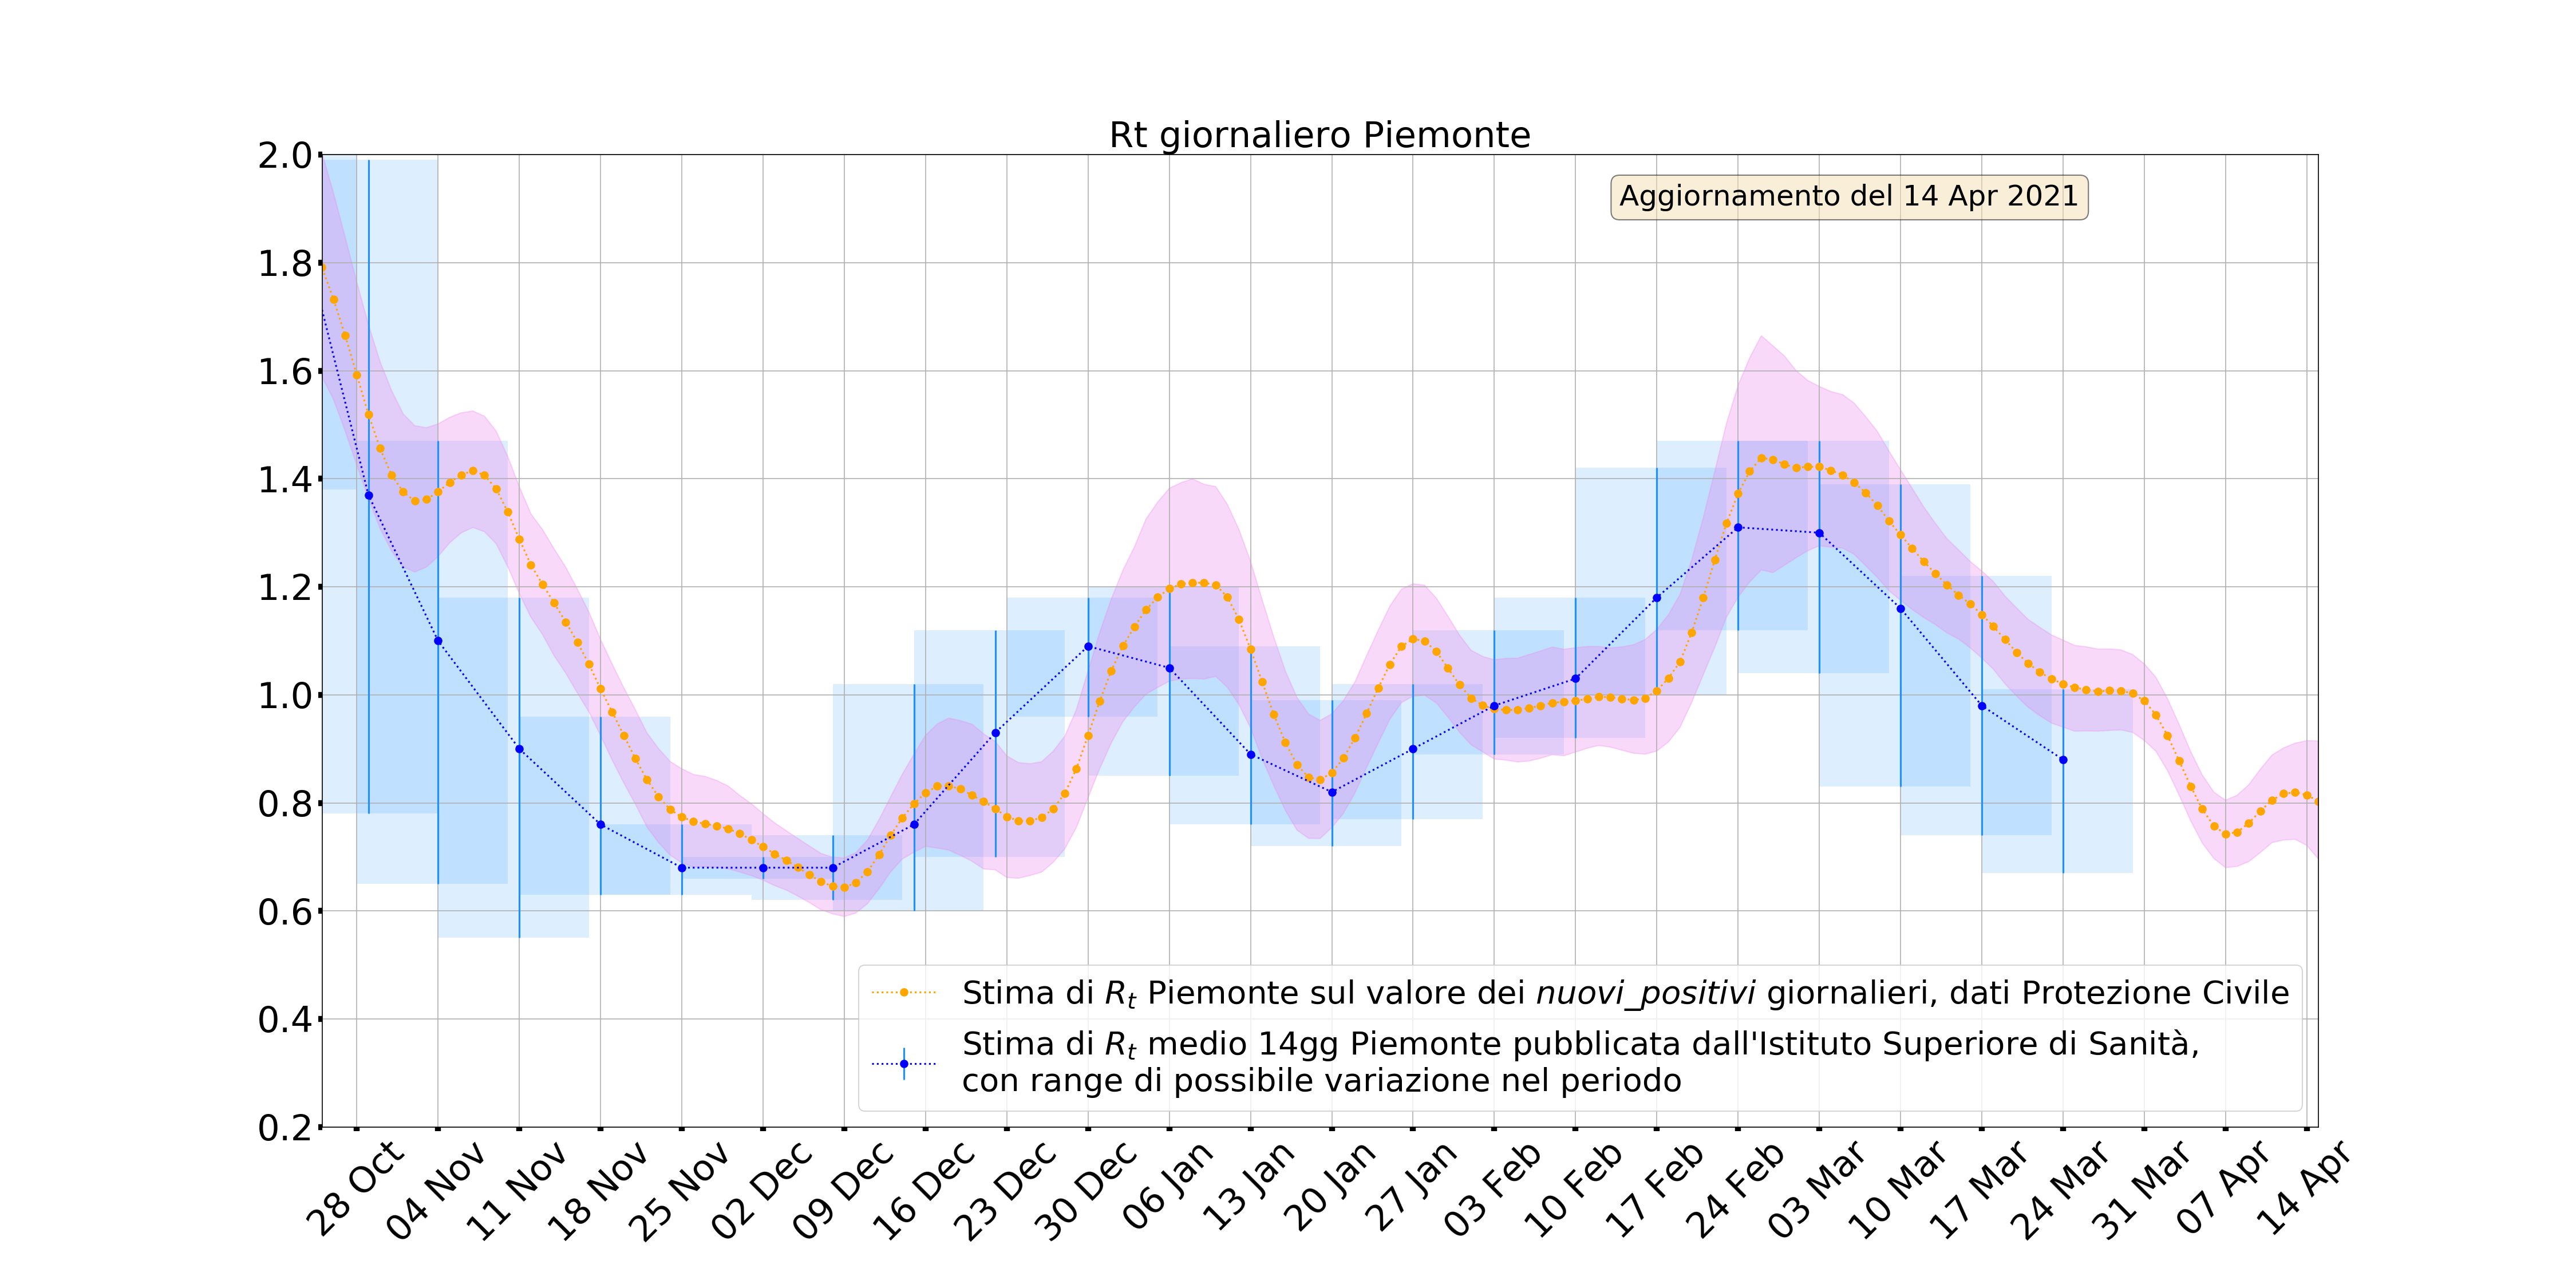 Rt giornaliero Piemonte
Aggiornamento del 14 Apr 2021
2.0
1.8
1.6
1.4
1.2
1.0
0.8
0.6
0.4
0.2
Stima di Rt Piemonte sul valore dei nuovi_positivi giornalieri, dati Protezione Civile
Stima di Rt medio 14gg Piemonte pubblicata dall'Istituto Superiore di Sanità,
con range di possibile variazione nel periodo
28 Oct
04 Nov
11 Nov
18 Nov
25 Nov
02 Dec
09 Dec
16 Dec
23 Dec
30 Dec
06 Jan
13 Jan
20 Jan
27 Jan
03 Feb
10 Feb
17 Feb
24 Feb
03 Mar
10 Mar
17 Mar
24 Mar
31 Mar
07 Apr
14 Apr